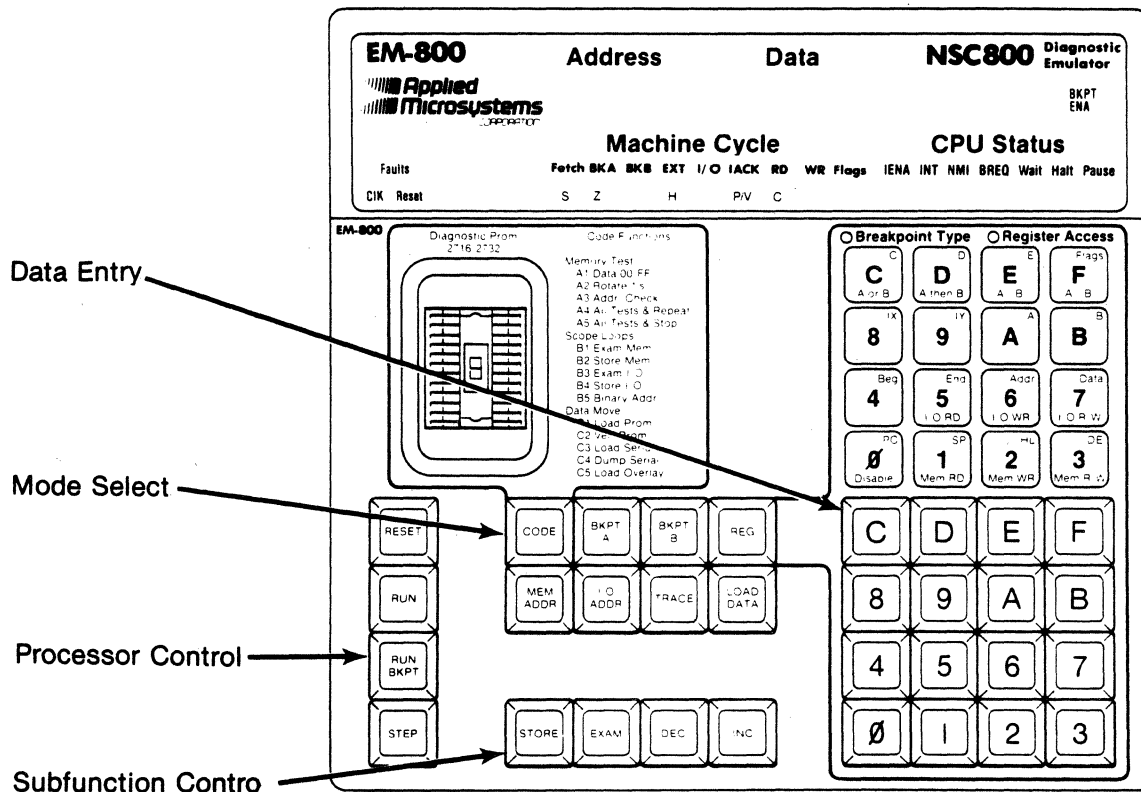 EM-800 Address Data NSC800 Diagnostic Emulator
Applied Microsystems CORPORATION
BKPT ENA
Machine Cycle CPU Status
Faults Fetch BKA BKB EXT I/O IACK RD WR Flags IENA INT NMI BREQ Wait Halt Pause
ClK Reset S Z H P/V C
EM-800
Diagnostic Prom
2716 2732
Code Functions
Memory Test
A1 Data 00 FF
A2 Rotate 1's
A3 Addr Check
A4 All Tests & Repeat
A5 All Tests & Stop
Scope Loops
B1 Exam Mem
B2 Store Mem
B3 Exam I/O
B4 Store I/O
B5 Binary Addr
Data Move
Load Prom
C2 Prom
C3 Load
C4 Dump Serial
C5 Load Overlay
Breakpoint Type Register Access
C D E Flags
C D E F
A or B A then B A B A B
IX IY A B
8 9 A B
Beg End Addr Data
4 5 6 7
I/O RD I/O WR I/O R/W
PC SP HL DE
0 1 2 3
Disable Mem RD Mem WR Mem R/W
Data Entry
Mode Select
Processor Control
Subfunction Contro
RESET
RUN
RUN BKPT
STEP
CODE BKPT A BKPT B REG
MEM ADDR I/O ADDR TRACE LOAD DATA
STORE EXAM DEC INC
C D E F
8 9 A B
4 5 6 7
0 1 2 3